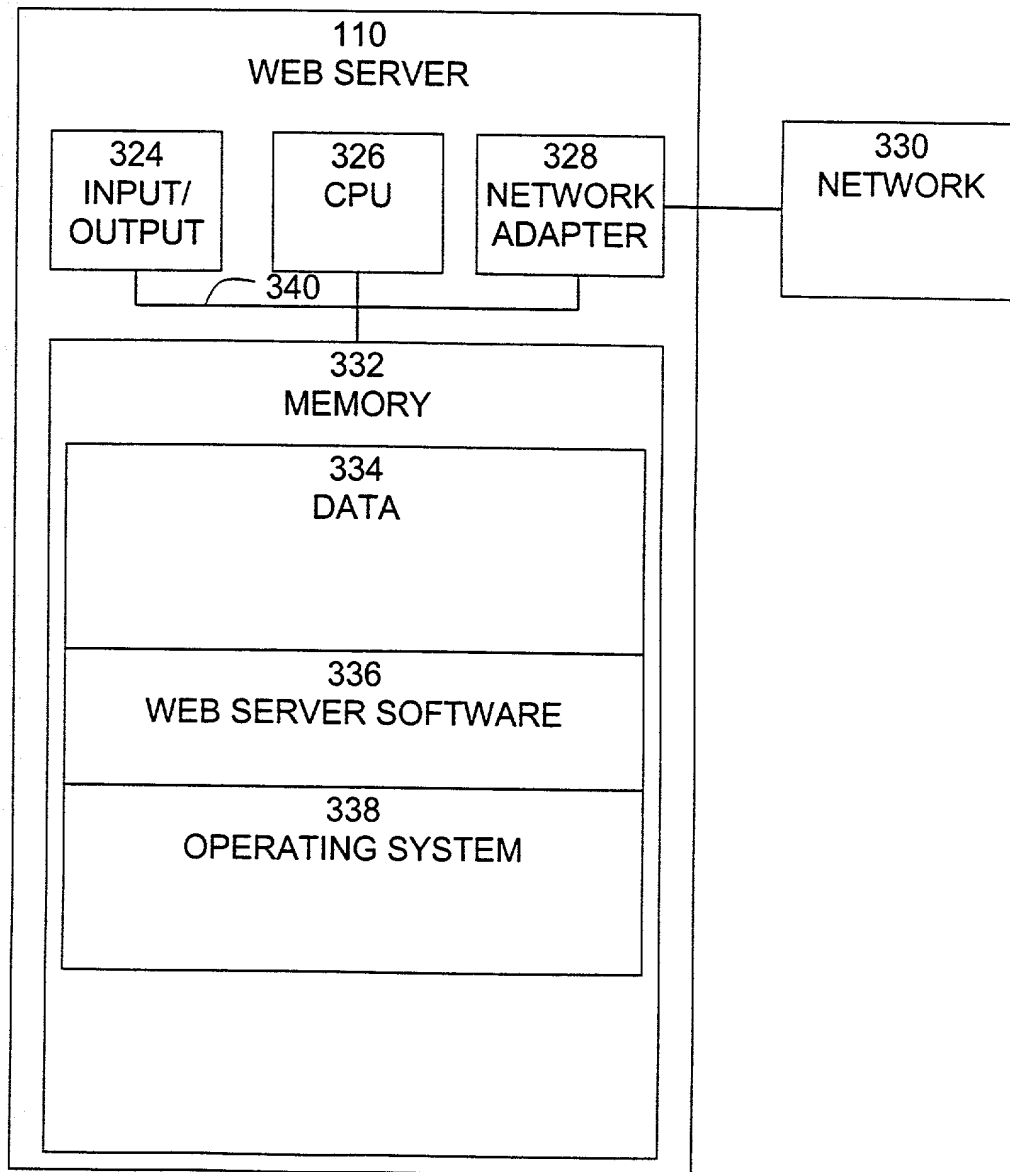 110
WEB SERVER
324
INPUT/
OUTPUT
326
CPU
328
NETWORK
ADAPTER
330
NETWORK
340
332
MEMORY
334
DATA
336
WEB SERVER SOFTWARE
338
OPERATING SYSTEM